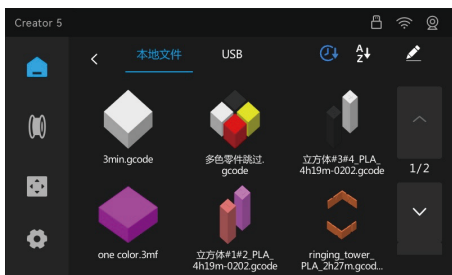 Creator 5
本地文件 USB
3min.gcode
多色零件跳过.
gcode
立方体#3#4_PLA_
4h19m-0202.gcode
1/2
one color.3mf
立方体#1#2_PLA_
4h19m-0202.gcode
ringing_tower_
PLA_2h27m.gcod...